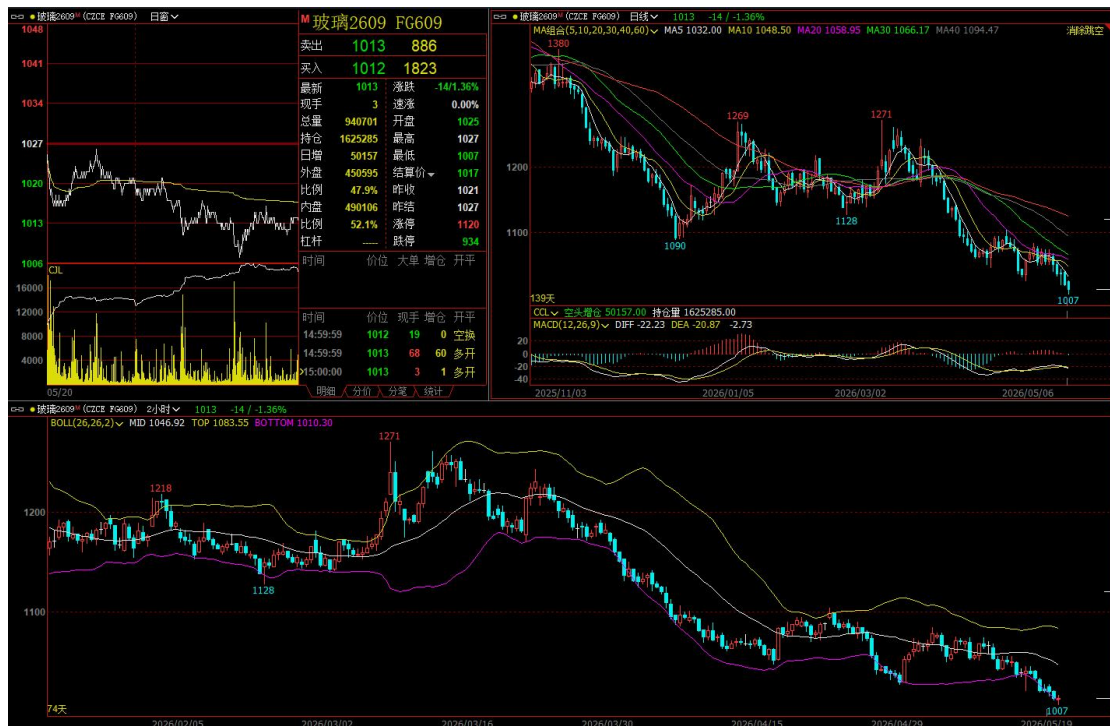 玻璃2609ᴹ (CZCE FG609) 日窗
1048
1041
1034
1027
1020
1013
1006
CJL
16000
12000
8000
4000
05/20
M 玻璃2609 FG609
卖出 1013 886
买入 1012 1823
最新 1013 涨跌 -14/1.36%
现手 3 速涨 0.00%
总量 940701 开盘 1025
持仓 1625285 最高 1027
日增 50157 最低 1007
外盘 450595 结算价 1017
比例 47.9% 昨收 1021
内盘 490106 昨结 1027
比例 52.1% 涨停 1120
杠杆 ---- 跌停 934
时间 价位 大单 增仓 开平
时间 价位 现手 增仓 开平
14:59:59 1012 19 0 空换
14:59:59 1013 68 60 多开
15:00:00 1013 3 1 多开
明细 分价 分笔 统计
玻璃2609ᴹ (CZCE FG609) 日线 1013 -14 / -1.36%
MA组合(5,10,20,30,40,60) MA5 1032.00 MA10 1048.50 MA20 1058.95 MA30 1066.17 MA40 1094.47
消除跳空
1380
1269
1271
1200
1128
1100
1090
1007
139天
CCL 空头增仓 50157.00 持仓量 1625285.00
MACD(12,26,9) DIFF -22.23 DEA -20.87 -2.73
20
0
-20
-40
2025/11/03 2026/01/05 2026/03/02 2026/05/06
玻璃2609ᴹ (CZCE FG609) 2小时 1013 -14 / -1.36%
BOLL(26,26,2) MID 1046.92 TOP 1083.55 BOTTOM 1010.30
1271
1218
1200
1128
1100
1007
74天
2026/02/05 2026/03/02 2026/03/16 2026/03/30 2026/04/15 2026/04/29 2026/05/19